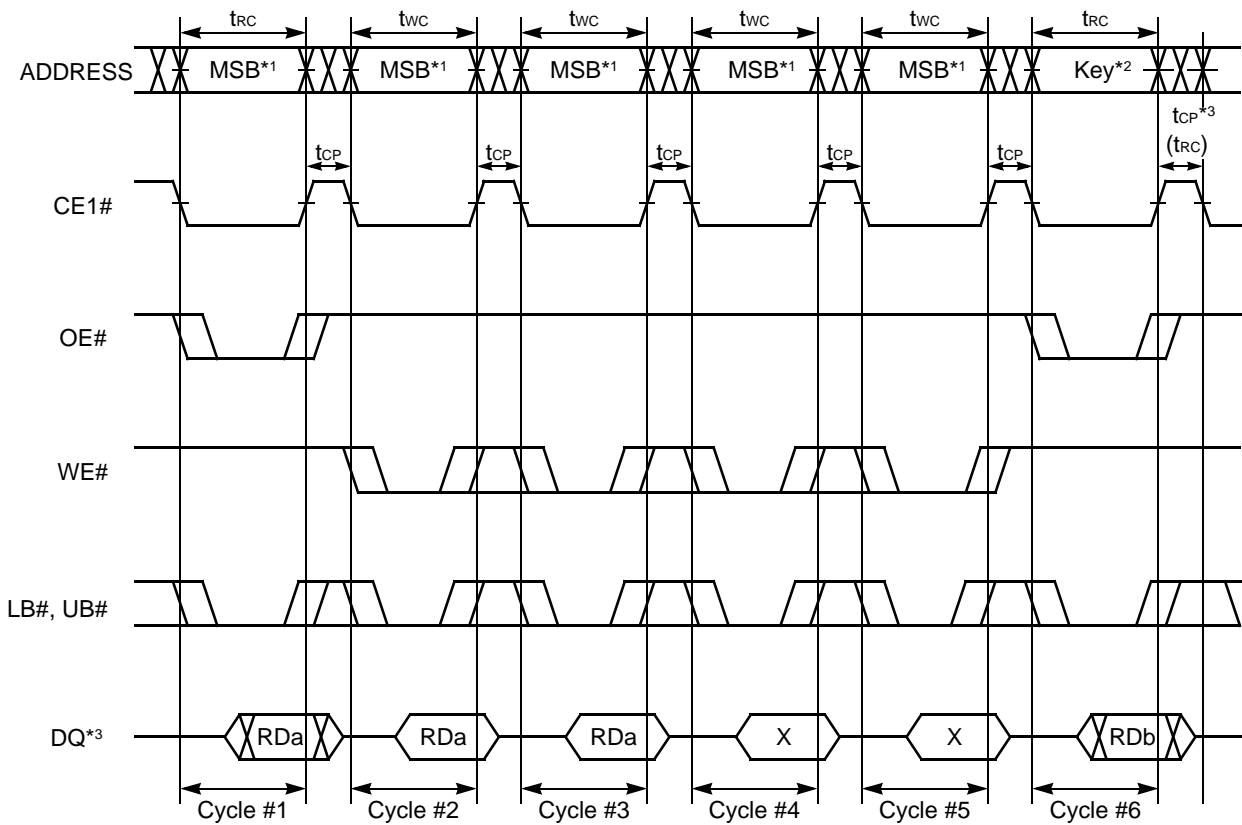 tRC tWC tWC tWC tWC tRC
ADDRESS MSB*1 MSB*1 MSB*1 MSB*1 MSB*1 Key*2
tCP*3
(tRC)
tCP tCP tCP tCP tCP
CE1#
OE#
WE#
LB#, UB#
DQ*3 RDa RDa RDa X X RDb
Cycle #1 Cycle #2 Cycle #3 Cycle #4 Cycle #5 Cycle #6